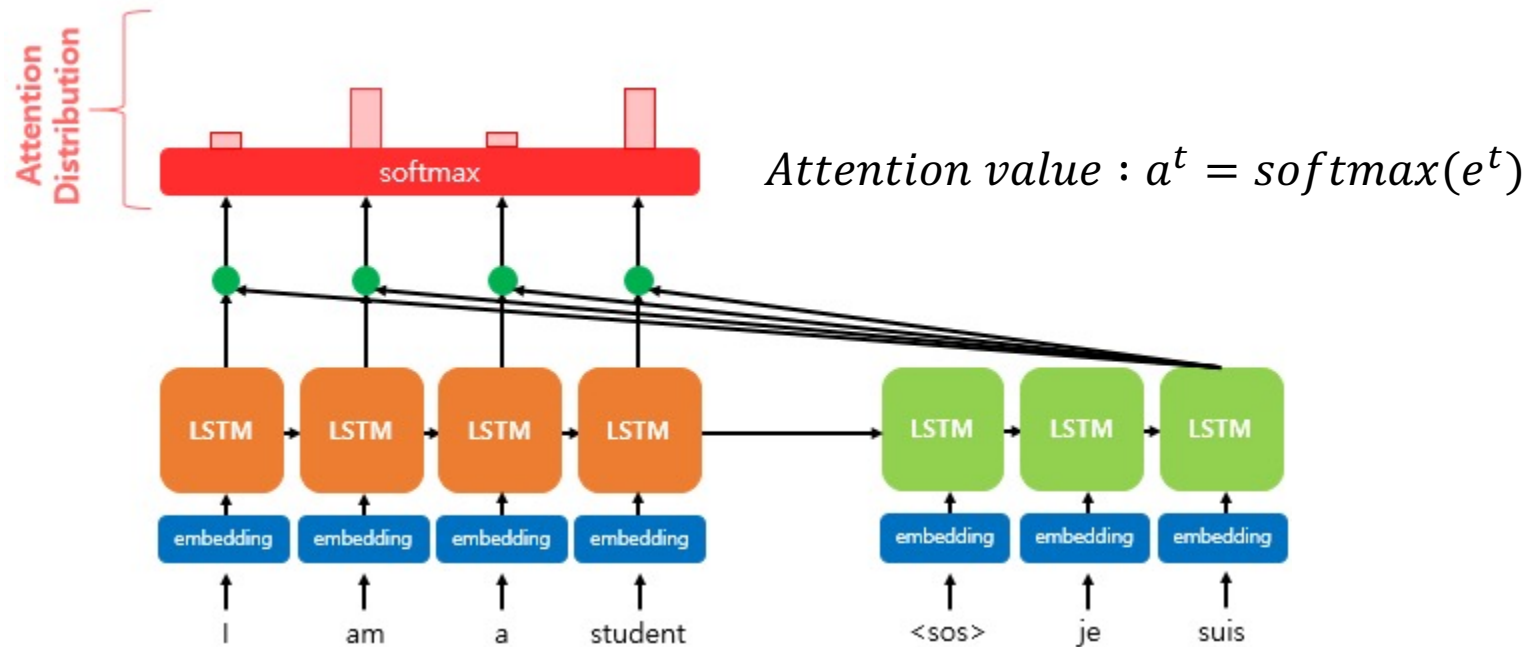 Attention
Distribution
softmax
Attention value : a^t = softmax(e^t)
LSTM LSTM LSTM LSTM LSTM LSTM LSTM
embedding embedding embedding embedding embedding embedding embedding
I am a student <sos> je suis